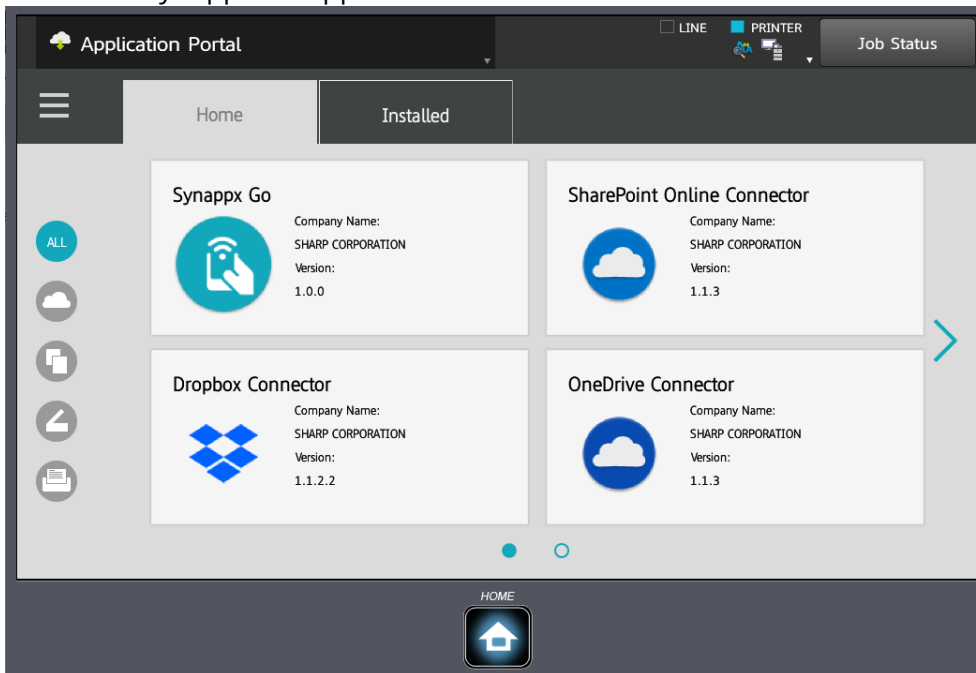 Application Portal
LINE
PRINTER
Job Status
Home
Installed
Synappx Go
Company Name:
SHARP CORPORATION
Version:
1.0.0
SharePoint Online Connector
Company Name:
SHARP CORPORATION
Version:
1.1.3
ALL
Dropbox Connector
Company Name:
SHARP CORPORATION
Version:
1.1.2.2
OneDrive Connector
Company Name:
SHARP CORPORATION
Version:
1.1.3
HOME